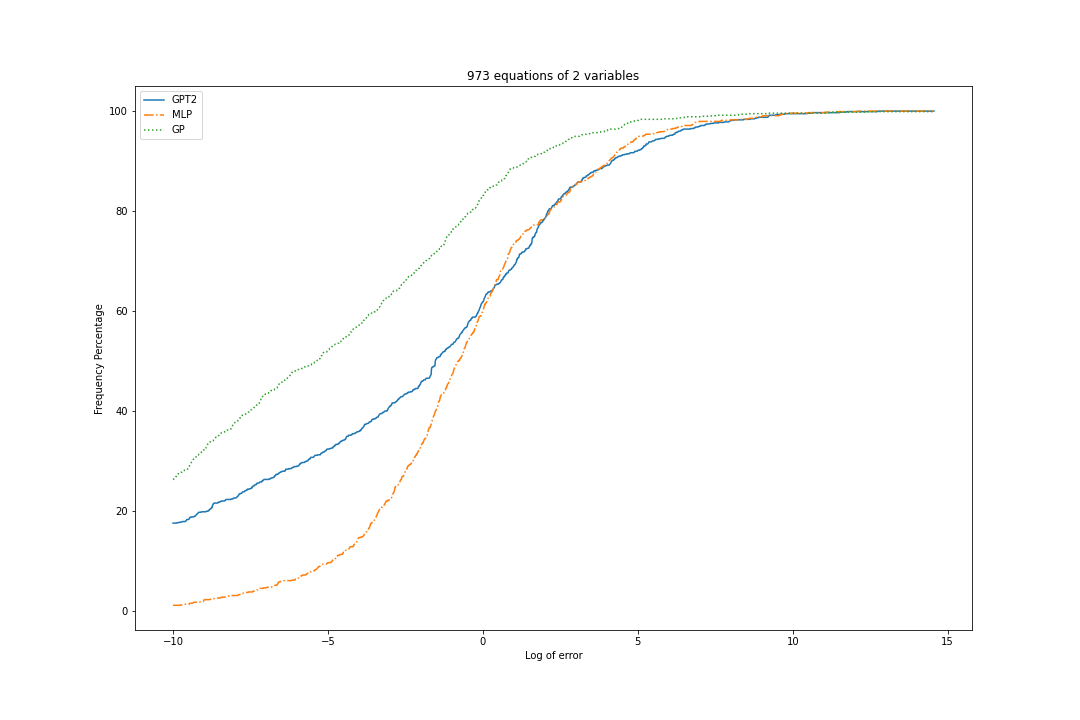 973 equations of 2 variables
GPT2
MLP
GP
100
80
60
40
20
0
Frequency Percentage
−10
−5
0
5
10
15
Log of error